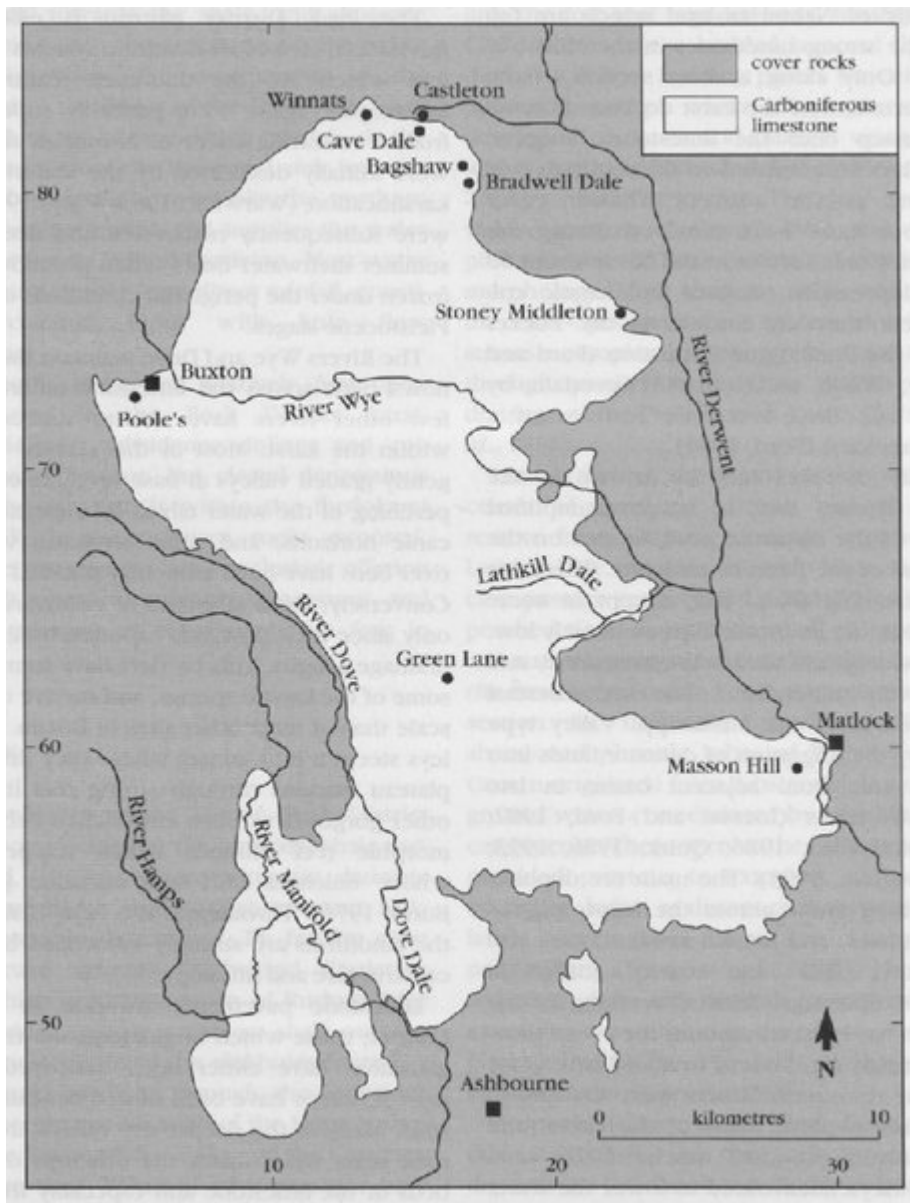 cover rocks
Carboniferous
limestone
Castleton
Winnats
Cave Dale
Bagshaw
Bradwell Dale
80
Stoney Middleton
River Derwent
Buxton
River Wye
Poole's
70
Lathkill Dale
River Dove
Green Lane
Matlock
60
Masson Hill
River Hamps
River Manifold
Dove Dale
50
N
Ashbourne
0 kilometres 10
10
20
30